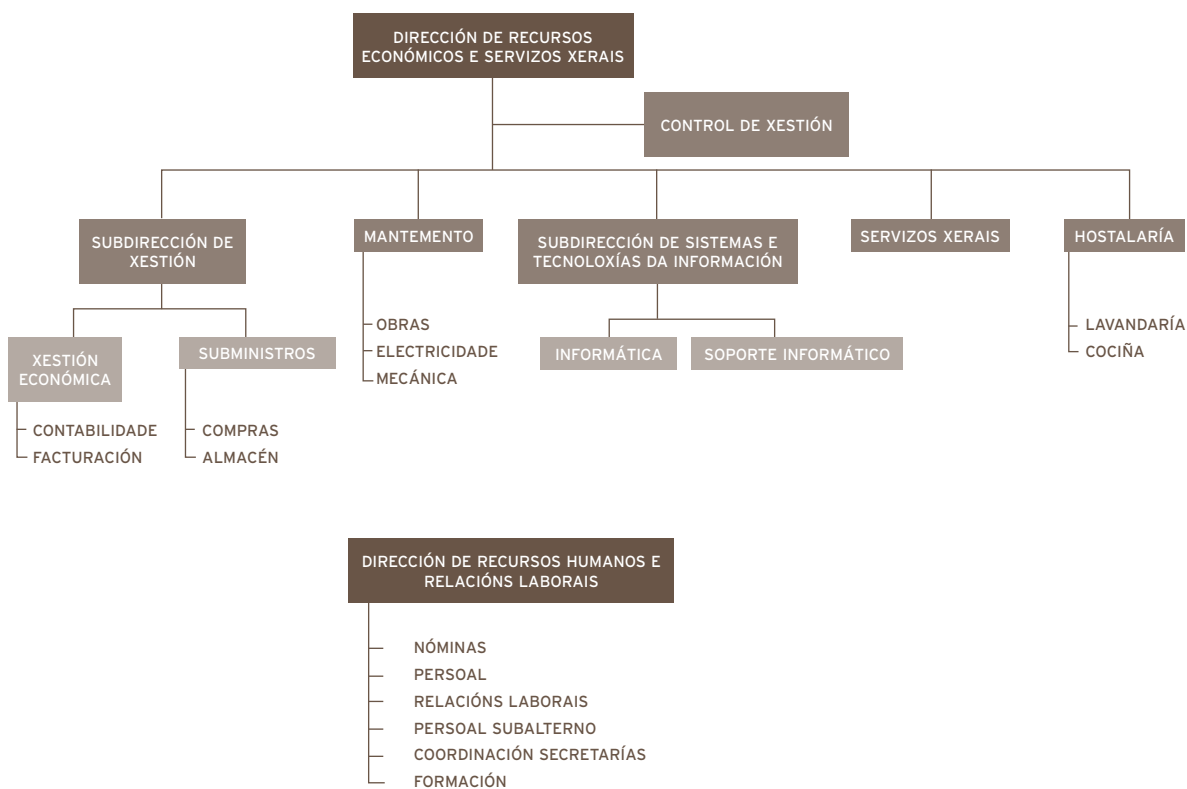 DIRECCIÓN DE RECURSOS
ECONÓMICOS E SERVIZOS XERAIS
CONTROL DE XESTIÓN
SUBDIRECCIÓN DE
XESTIÓN
MANTEMENTO
SUBDIRECCIÓN DE SISTEMAS E
TECNOLOXÍAS DA INFORMACIÓN
SERVIZOS XERAIS
HOSTALARÍA
XESTIÓN
ECONÓMICA
CONTABILIDADE
FACTURACIÓN
SUBMINISTROS
COMPRAS
ALMACÉN
OBRAS
ELECTRICIDADE
MECÁNICA
INFORMÁTICA
SOPORTE INFORMÁTICO
LAVANDARÍA
COCIÑA
DIRECCIÓN DE RECURSOS HUMANOS E
RELACIÓNS LABORAIS
NÓMINAS
PERSOAL
RELACIÓNS LABORAIS
PERSOAL SUBALTERNO
COORDINACIÓN SECRETARÍAS
FORMACIÓN